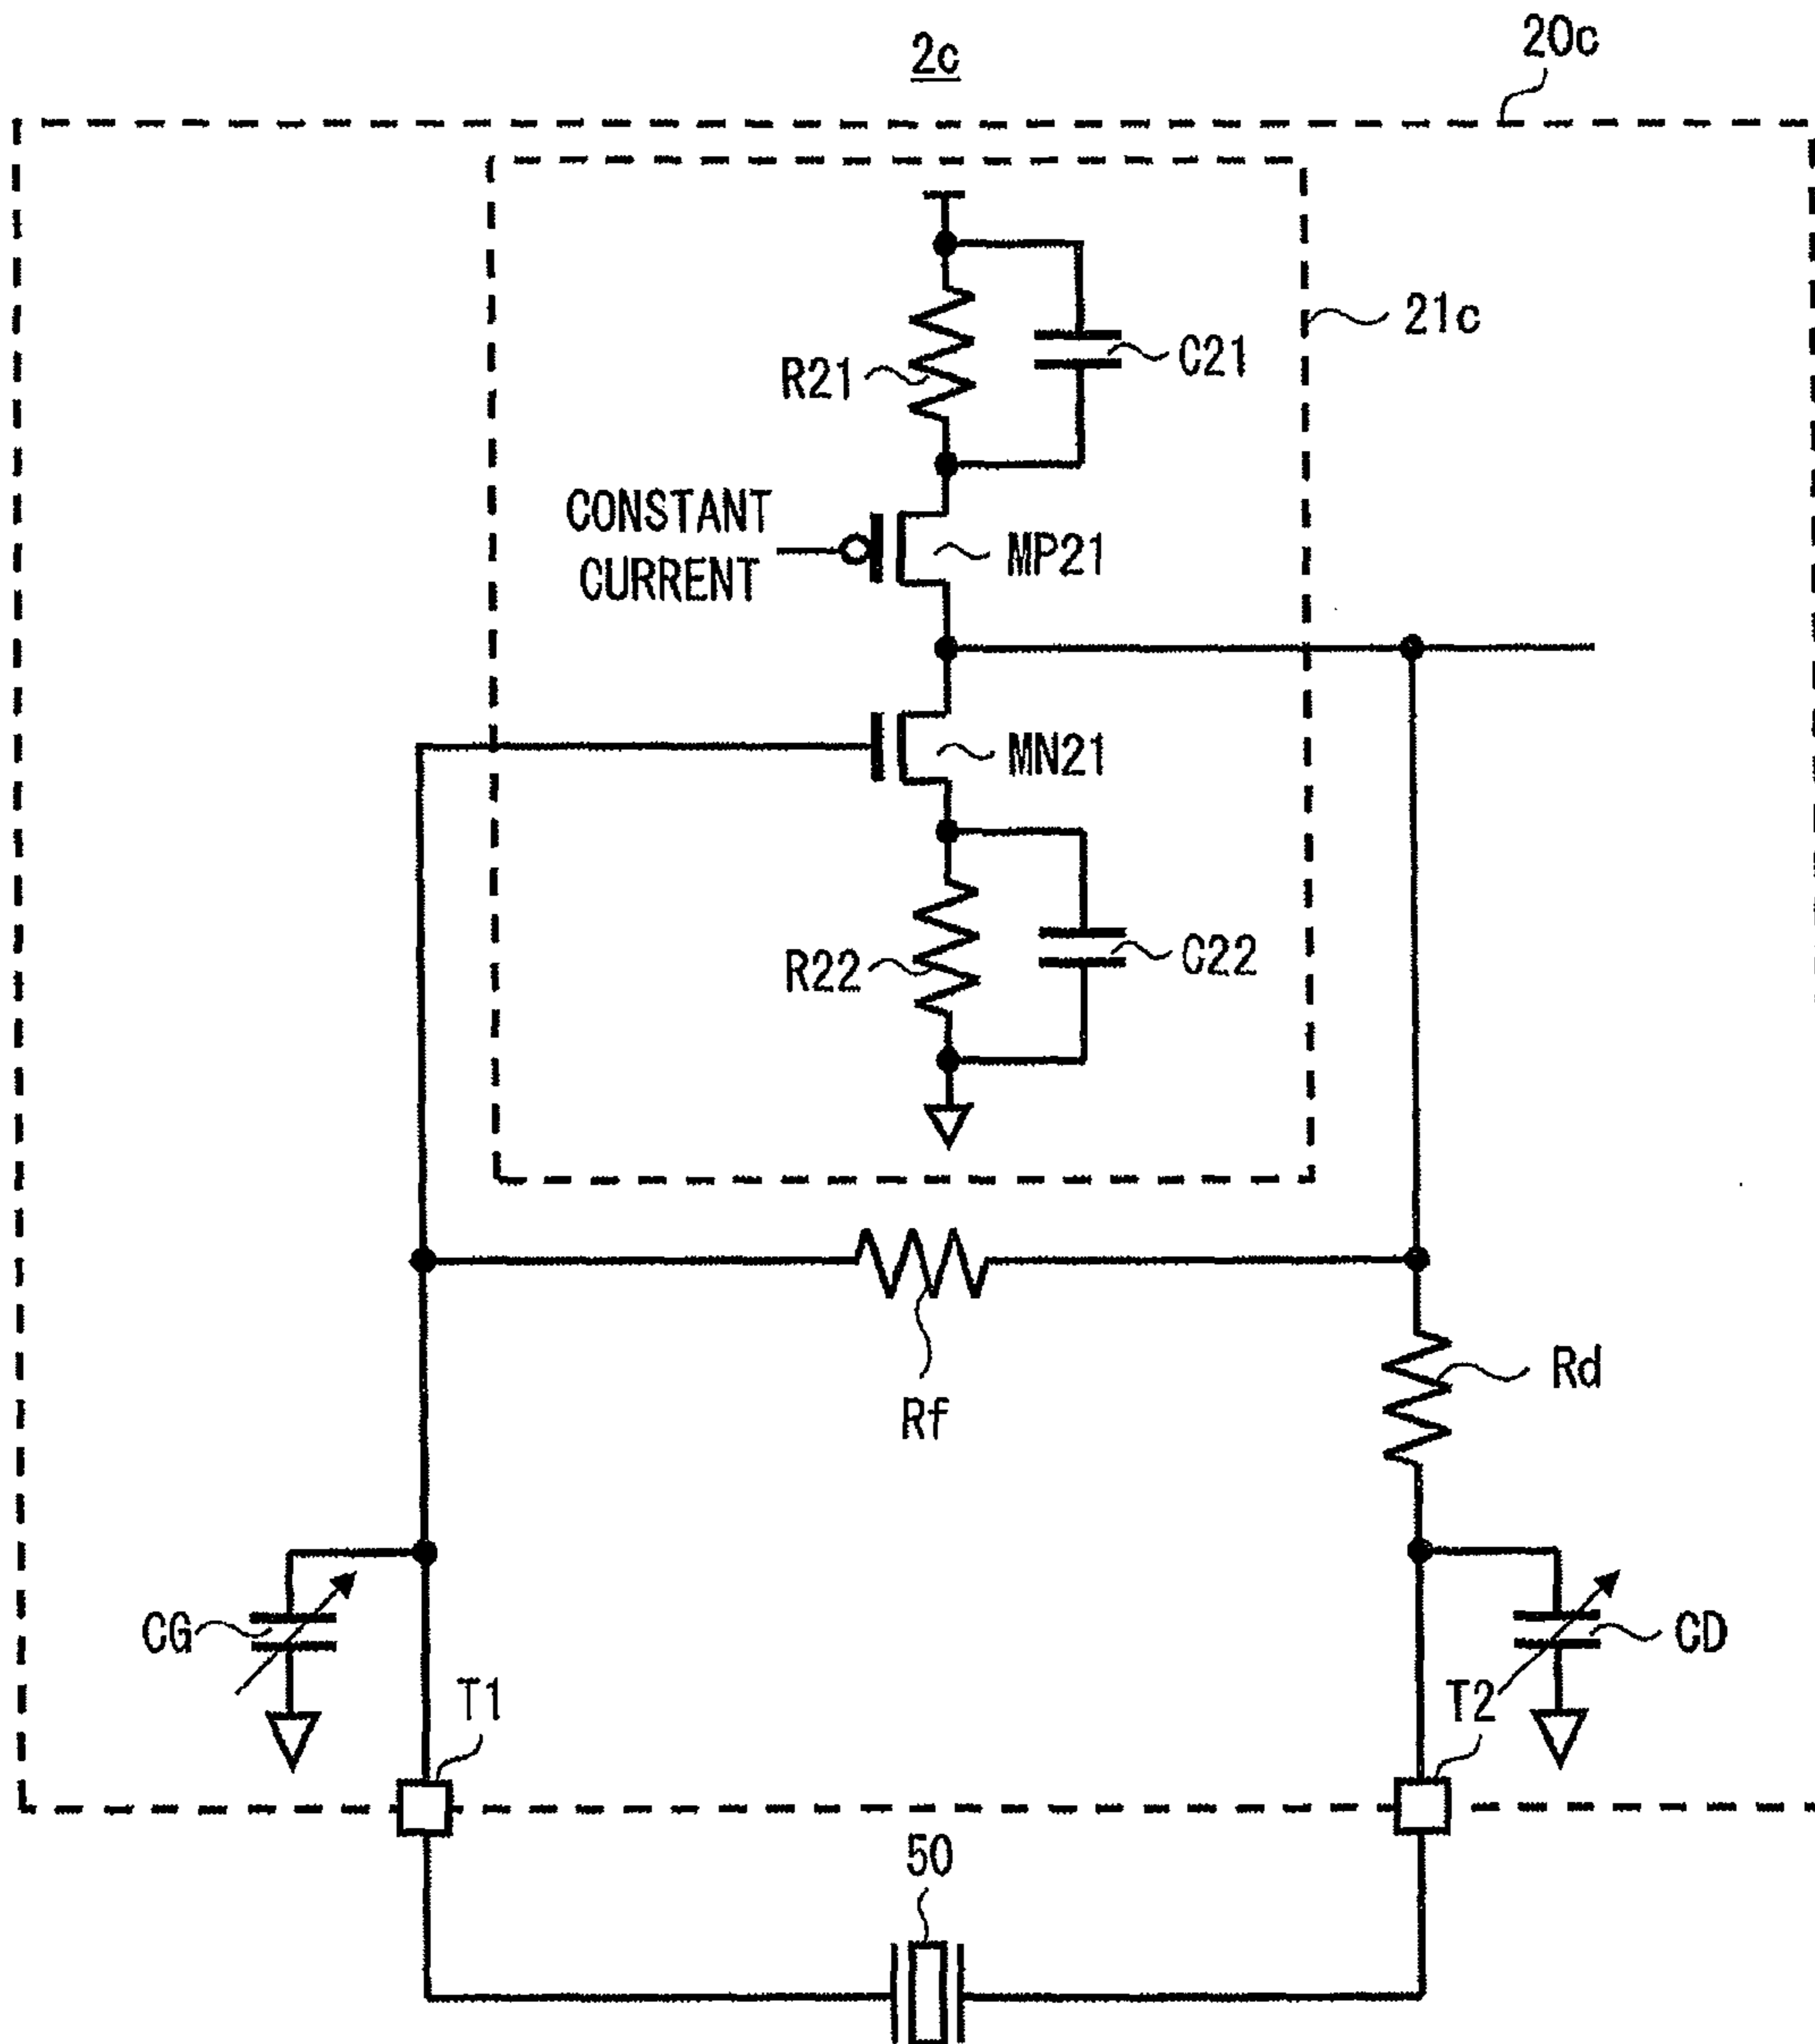 2c
20c
21c
R21
C21
CONSTANT
CURRENT
MP21
MN21
R22
C22
Rf
Rd
CG
CD
T1
T2
50